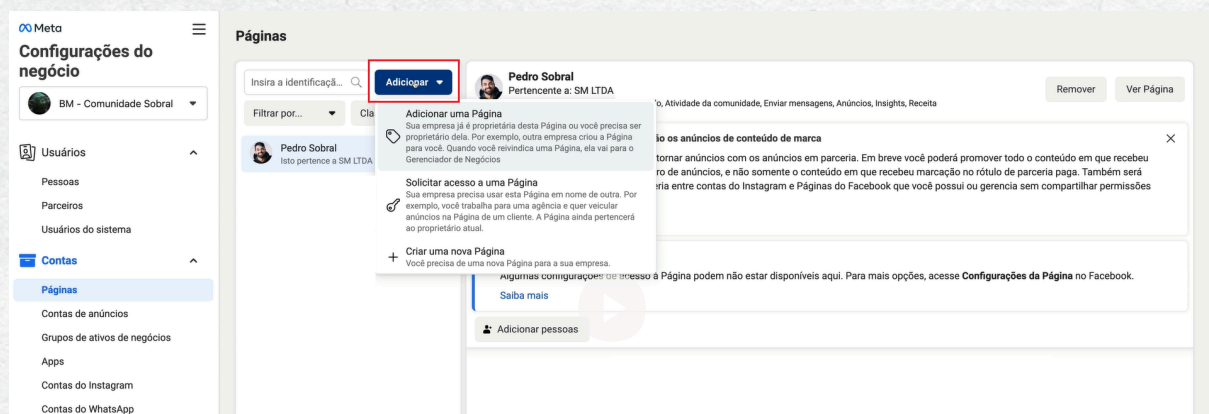 Meta
Configurações do
negócio
BM - Comunidade Sobral
Usuários
Pessoas
Parceiros
Usuários do sistema
Contas
Páginas
Contas de anúncios
Grupos de ativos de negócios
Apps
Contas do Instagram
Contas do WhatsApp
Páginas
Insira a identificaçã...
Adicionar
Filtrar por...
Cla
Pedro Sobral
Isto pertence a SM LTDA
Adicionar uma Página
Sua empresa já é proprietária desta Página ou você precisa ser
proprietário dela. Por exemplo, outra empresa criou a Página
para você. Quando você reivindica uma Página, ela vai para o
Gerenciador de Negócios
Solicitar acesso a uma Página
Sua empresa precisa usar esta Página em nome de outra. Por
exemplo, você trabalha para uma agência e quer veicular
anúncios na Página de um cliente. A Página ainda pertencerá
ao proprietário atual.
Criar uma nova Página
Você precisa de uma nova Página para a sua empresa.
Pedro Sobral
Pertencente a: SM LTDA
o, Atividade da comunidade, Enviar mensagens, Anúncios, Insights, Receita
Remover
Ver Página
ão os anúncios de conteúdo de marca
tornar anúncios com os anúncios em parceria. Em breve você poderá promover todo o conteúdo em que recebeu
ro de anúncios, e não somente o conteúdo em que recebeu marcação no rótulo de parceria paga. Também será
ria entre contas do Instagram e Páginas do Facebook que você possui ou gerencia sem compartilhar permissões
Algumas configurações de acesso à Página podem não estar disponíveis aqui. Para mais opções, acesse Configurações da Página no Facebook.
Saiba mais
Adicionar pessoas